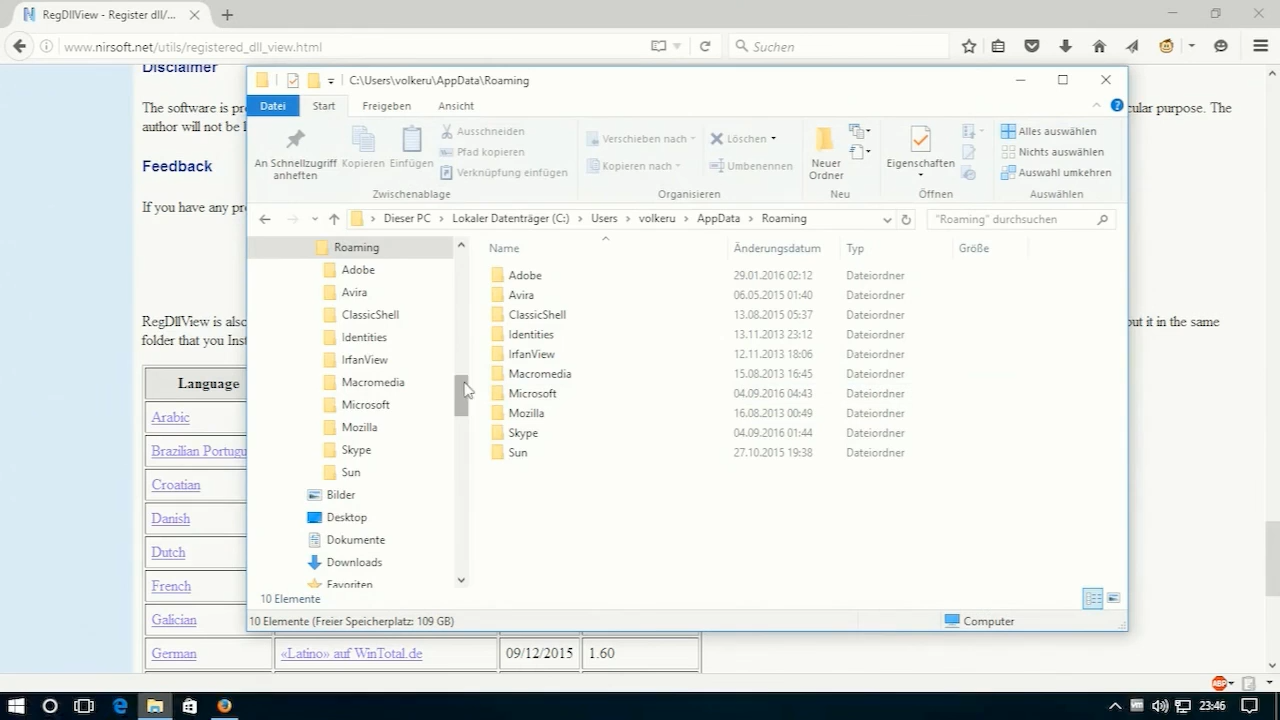 RegDllView - Register dll/...
www.nirsoft.net/utils/registered_dll_view.html
Suchen
Disclaimer
The software is pr
cular purpose. The
author will not be
Feedback
If you have any pr
RegDllView is also
out it in the same
folder that you Inst
Language
Arabic
Brazilian Portugu
Croatian
Danish
Dutch
French
Galician
German
«Latino» auf WinTotal.de
09/12/2015
1.60
C:\Users\volkeru\AppData\Roaming
Datei
Start
Freigeben
Ansicht
An Schnellzugriff
anheften
Kopieren
Einfügen
Ausschneiden
Pfad kopieren
Verknüpfung einfügen
Zwischenablage
Verschieben nach
Kopieren nach
Löschen
Umbenennen
Organisieren
Neuer
Ordner
Neu
Eigenschaften
Öffnen
Alles auswählen
Nichts auswählen
Auswahl umkehren
Auswählen
Dieser PC > Lokaler Datenträger (C:) > Users > volkeru > AppData > Roaming
"Roaming" durchsuchen
Roaming
Adobe
Avira
ClassicShell
Identities
IrfanView
Macromedia
Microsoft
Mozilla
Skype
Sun
Bilder
Desktop
Dokumente
Downloads
Favoriten
Name Änderungsdatum Typ Größe
Adobe 29.01.2016 02:12 Dateiordner
Avira 06.05.2015 01:40 Dateiordner
ClassicShell 13.08.2015 05:37 Dateiordner
Identities 13.11.2013 23:12 Dateiordner
IrfanView 12.11.2013 18:06 Dateiordner
Macromedia 15.08.2013 16:45 Dateiordner
Microsoft 04.09.2016 04:43 Dateiordner
Mozilla 16.08.2013 00:49 Dateiordner
Skype 04.09.2016 01:44 Dateiordner
Sun 27.10.2015 19:38 Dateiordner
10 Elemente
10 Elemente (Freier Speicherplatz: 109 GB)
Computer
ABP
23:46